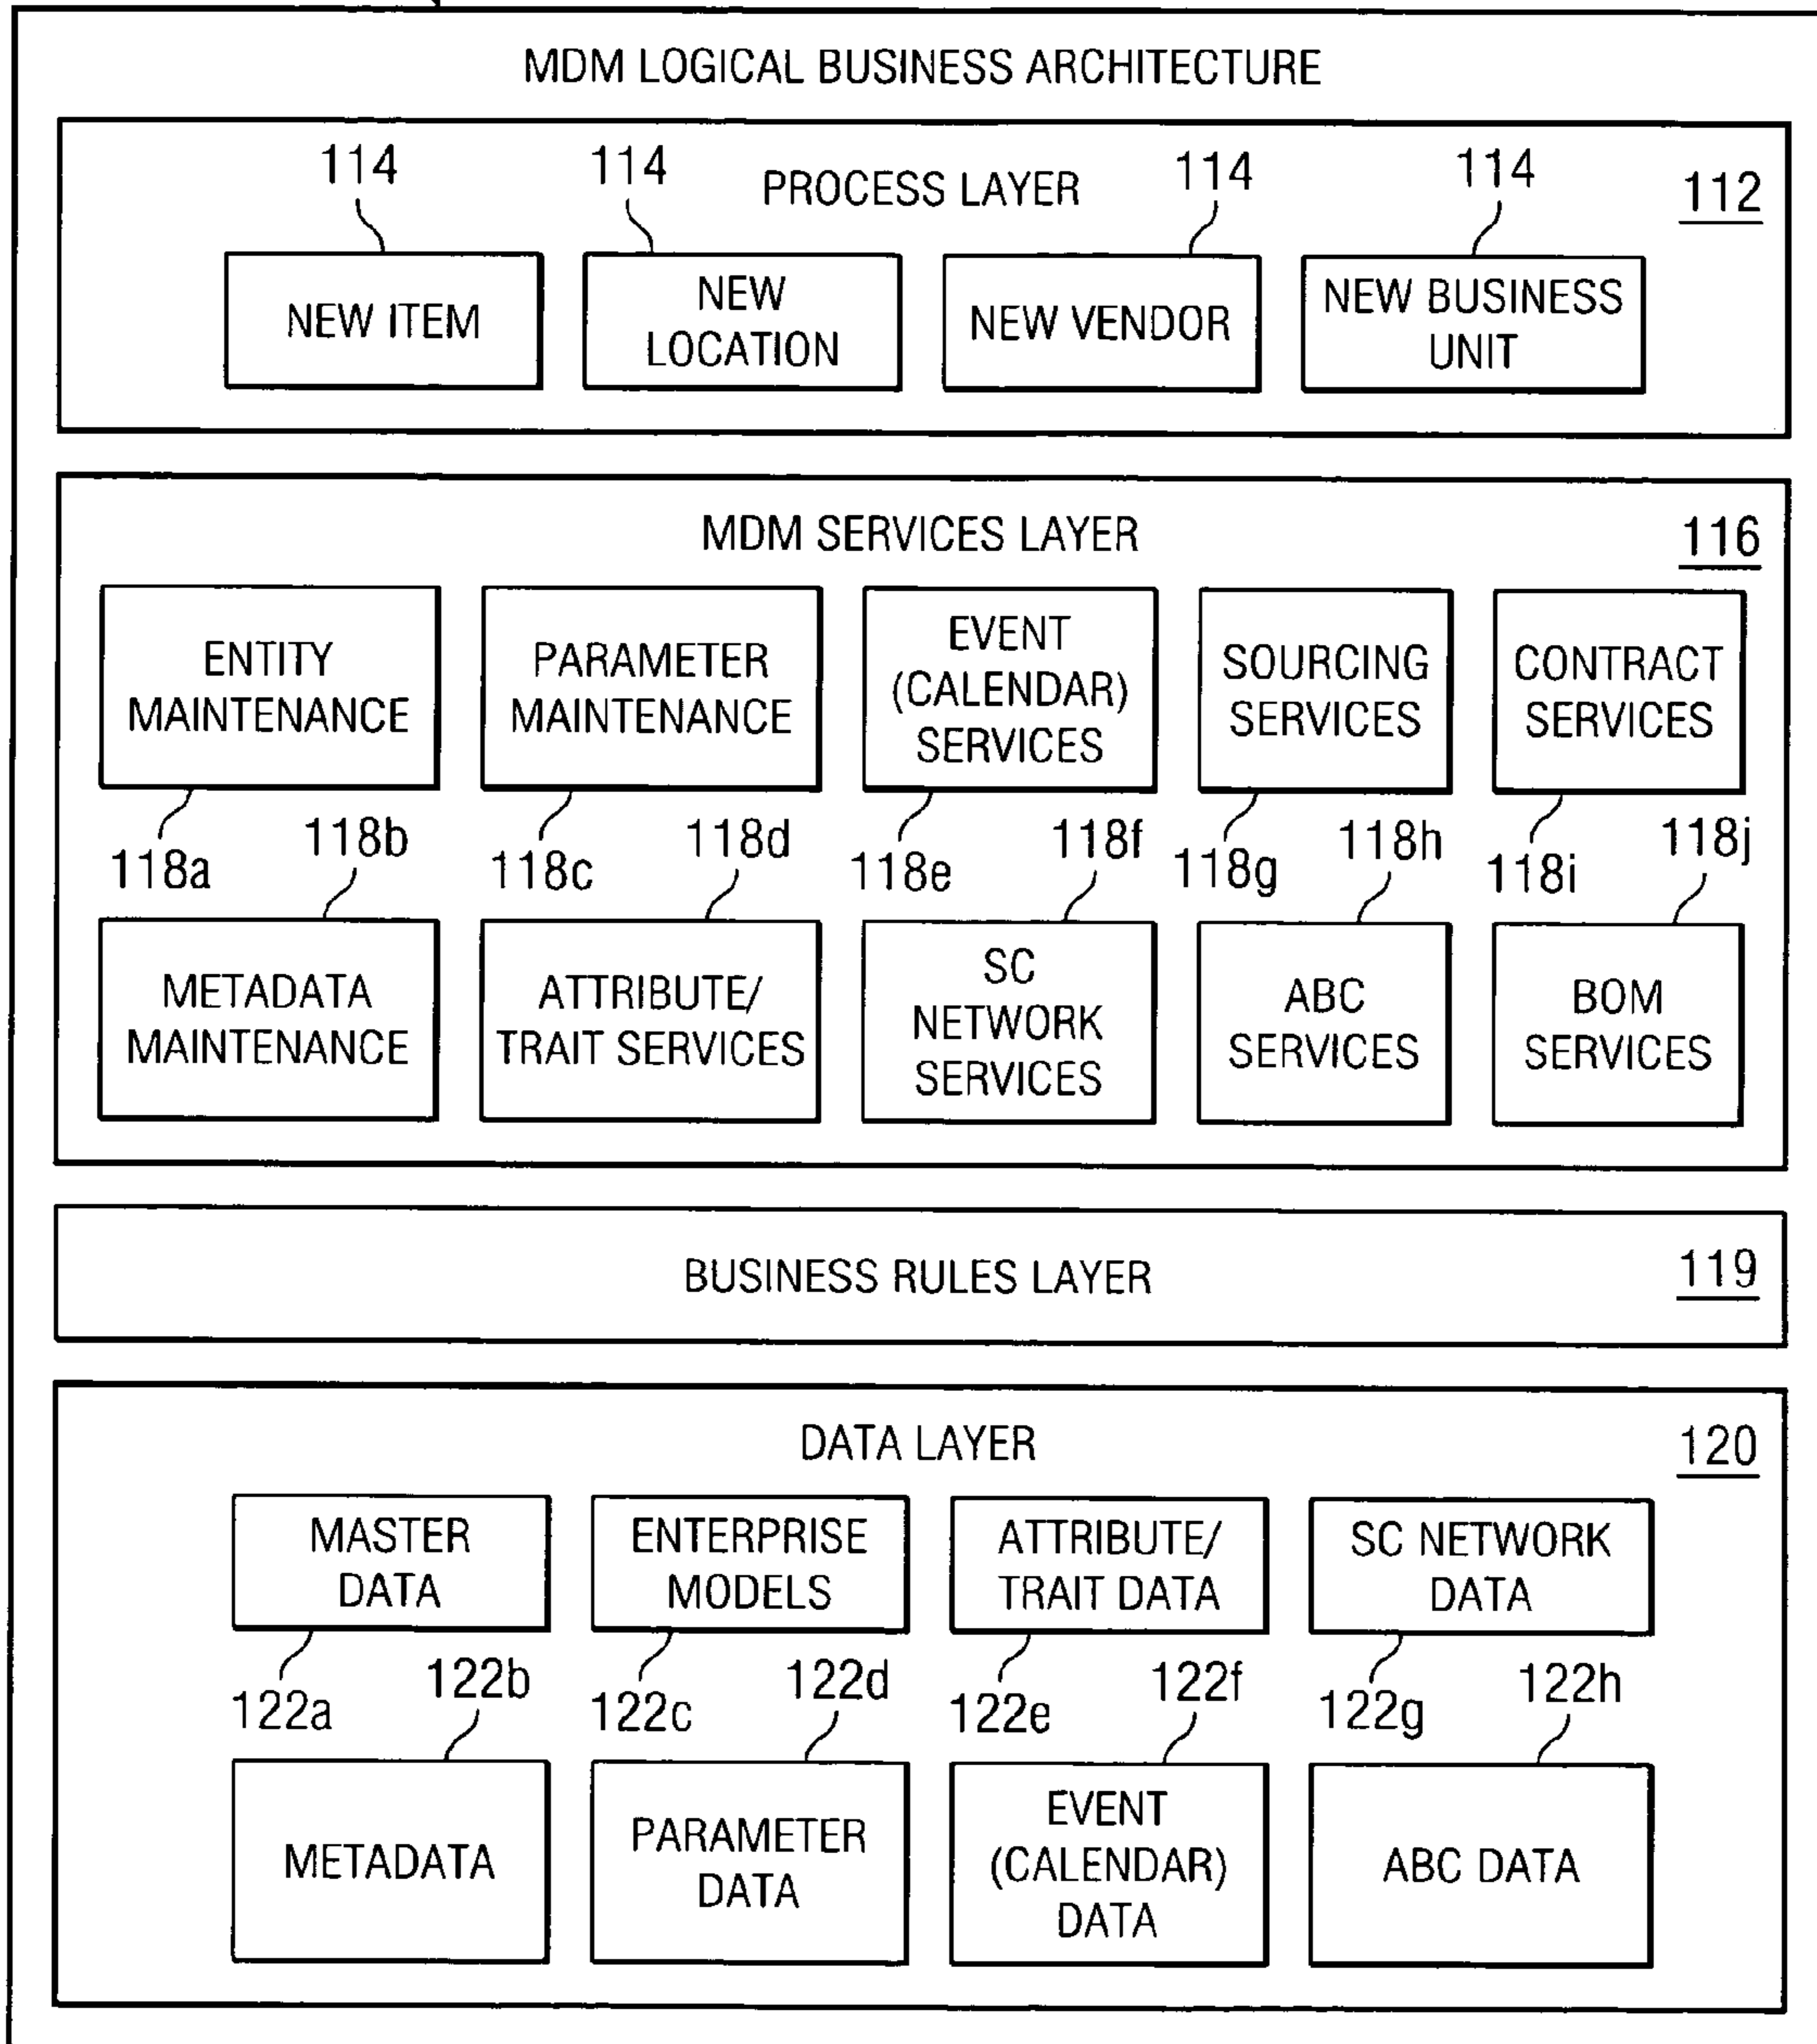 MDM LOGICAL BUSINESS ARCHITECTURE
114 114 114 114
PROCESS LAYER 112
NEW ITEM
NEW
LOCATION
NEW VENDOR
NEW BUSINESS
UNIT
MDM SERVICES LAYER 116
ENTITY
MAINTENANCE
PARAMETER
MAINTENANCE
EVENT
(CALENDAR)
SERVICES
SOURCING
SERVICES
CONTRACT
SERVICES
118a 118b 118c 118d 118e 118f 118g 118h 118i 118j
METADATA
MAINTENANCE
ATTRIBUTE/
TRAIT SERVICES
SC
NETWORK
SERVICES
ABC
SERVICES
BOM
SERVICES
BUSINESS RULES LAYER 119
DATA LAYER 120
MASTER
DATA
ENTERPRISE
MODELS
ATTRIBUTE/
TRAIT DATA
SC NETWORK
DATA
122a 122b 122c 122d 122e 122f 122g 122h
METADATA
PARAMETER
DATA
EVENT
(CALENDAR)
DATA
ABC DATA